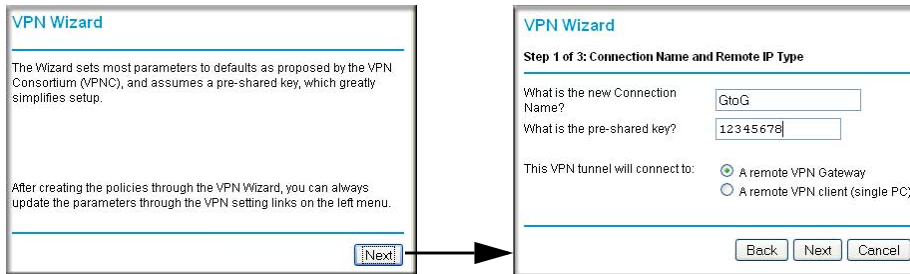 VPN Wizard
The Wizard sets most parameters to defaults as proposed by the VPN
Consortium (VPNC), and assumes a pre-shared key, which greatly
simplifies setup.
After creating the policies through the VPN Wizard, you can always
update the parameters through the VPN setting links on the left menu.
Next
VPN Wizard
Step 1 of 3: Connection Name and Remote IP Type
What is the new Connection
Name?
GtoG
What is the pre-shared key?
12345678
This VPN tunnel will connect to:
A remote VPN Gateway
A remote VPN client (single PC)
Back Next Cancel